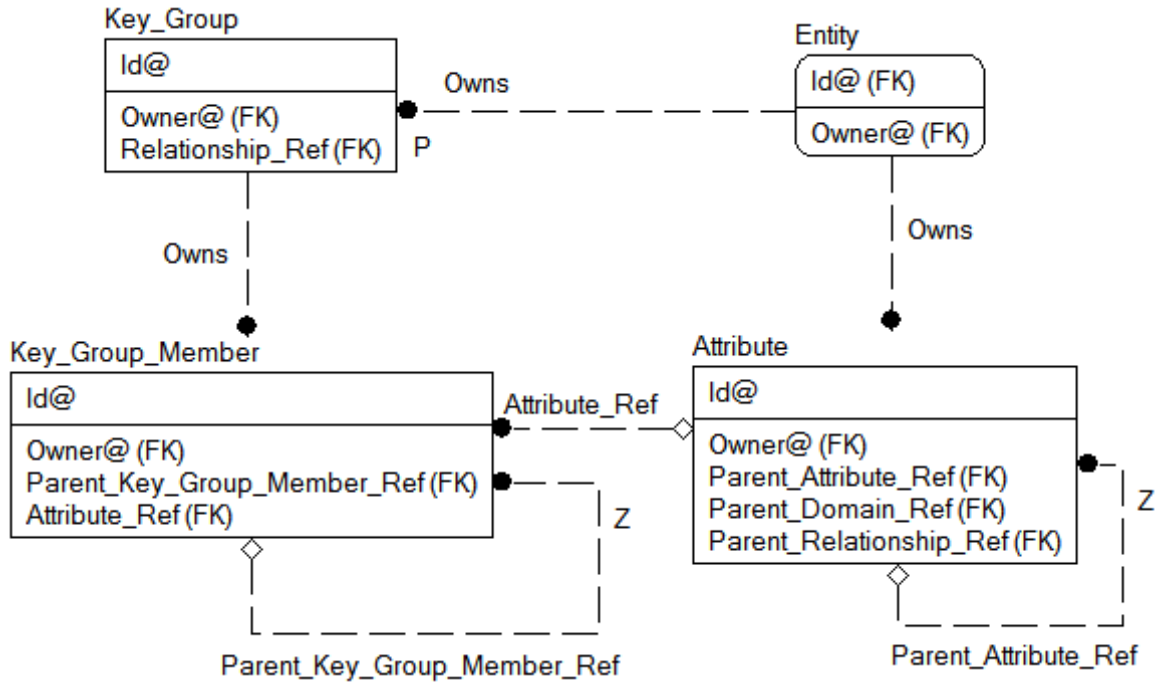 Key_Group
Id@
Owner@ (FK)
Relationship_Ref (FK)
Owns
P
Entity
Id@ (FK)
Owner@ (FK)
Owns
Owns
Key_Group_Member
Id@
Owner@ (FK)
Parent_Key_Group_Member_Ref (FK)
Attribute_Ref (FK)
Attribute_Ref
Z
Parent_Key_Group_Member_Ref
Attribute
Id@
Owner@ (FK)
Parent_Attribute_Ref (FK)
Parent_Domain_Ref (FK)
Parent_Relationship_Ref (FK)
Z
Parent_Attribute_Ref